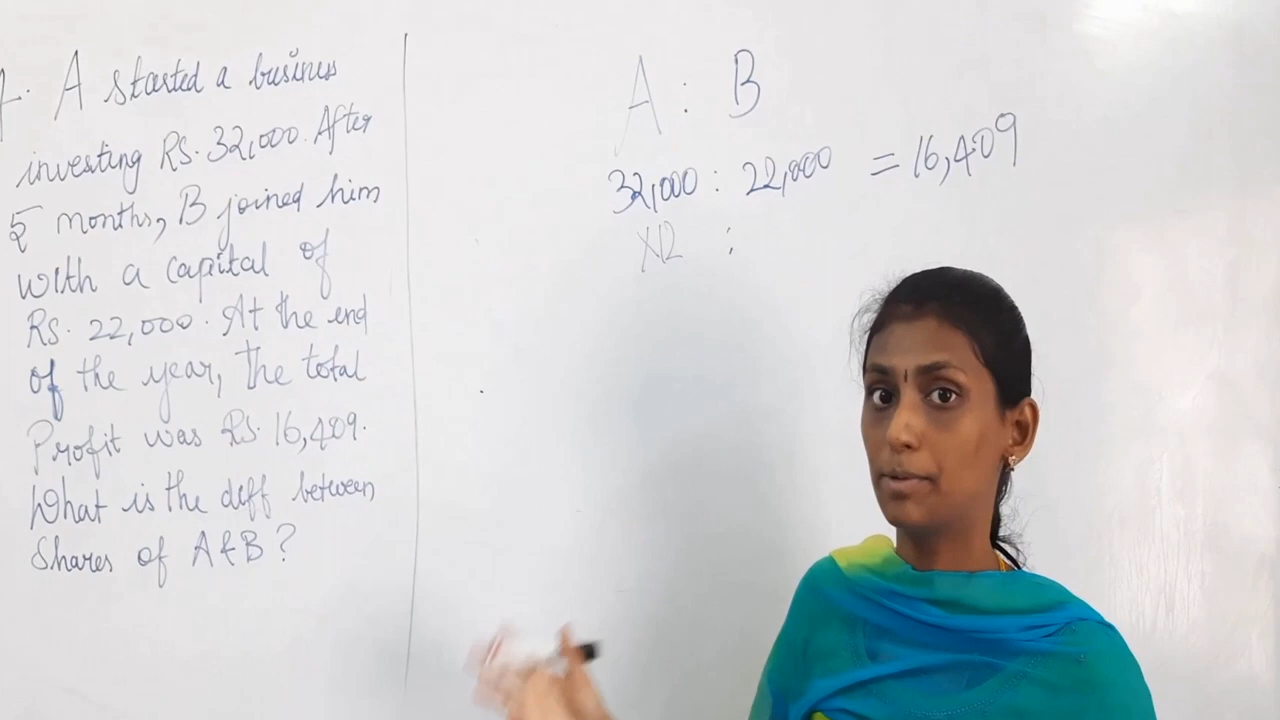 A started a business
investing RS. 32,000. After
5 months, B joined him
with a capital of
RS. 22,000. At the end
of the year, the total
Profit was RS. 16,409.
What is the diff between
Shares of A & B?
A : B
32,000 : 22,000 = 16,409
X12 :